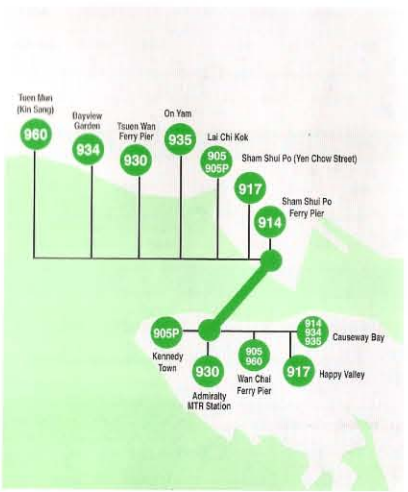 Tuen Mun
(Kin Sang)
960
Bayview
Garden
934
Tsuen Wan
Ferry Pier
930
On Yam
935
Lai Chi Kok
905
905P
Sham Shui Po (Yen Chow Street)
917
Sham Shui Po
Ferry Pier
914
905P
Kennedy
Town
930
Admiralty
MTR Station
905
960
Wan Chai
Ferry Pier
914
934
935
Causeway Bay
917
Happy Valley